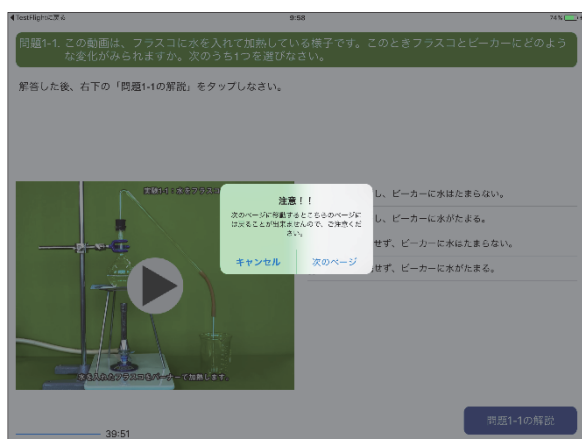 TestFlightに戻る
9:58
74%
問題1-1. この動画は、フラスコに水を入れて加熱している様子です。このときフラスコとビーカーにどのよう
な変化がみられますか。次のうち1つを選びなさい。
解答した後、右下の「問題1-1の解説」をタップしなさい。
注意！！
次のページに移動するとこちらのページに
は戻ることが出来ませんので、ご注意くだ
さい。
キャンセル
次のページ
し、ビーカーに水はたまらない。
し、ビーカーに水がたまる。
せず、ビーカーに水はたまらない。
せず、ビーカーに水がたまる。
実験1-1：水をフラスコ
水を入れたフラスコをバーナーで加熱します。
39:51
問題1-1の解説